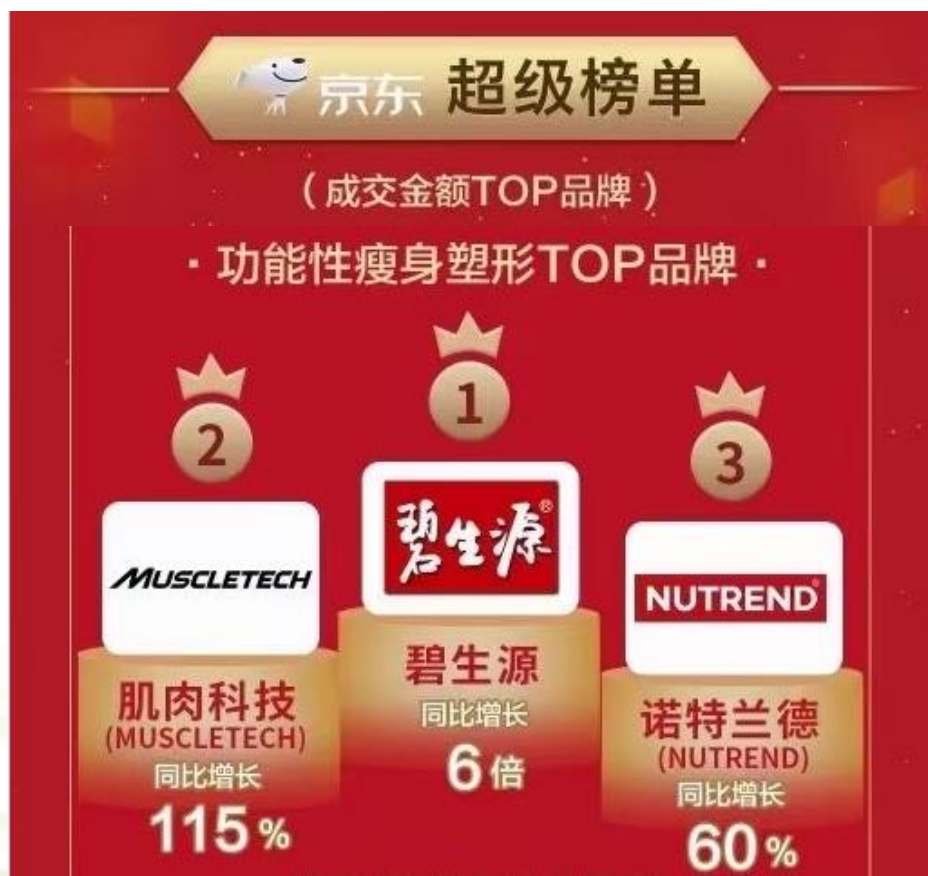 京东 超级榜单
(成交金额TOP品牌)
·功能性瘦身塑形TOP品牌·
1
碧生源®
碧生源
同比增长
6倍
2
MUSCLETECH
肌肉科技
(MUSCLETECH)
同比增长
115%
3
NUTREND®
诺特兰德
(NUTREND)
同比增长
60%